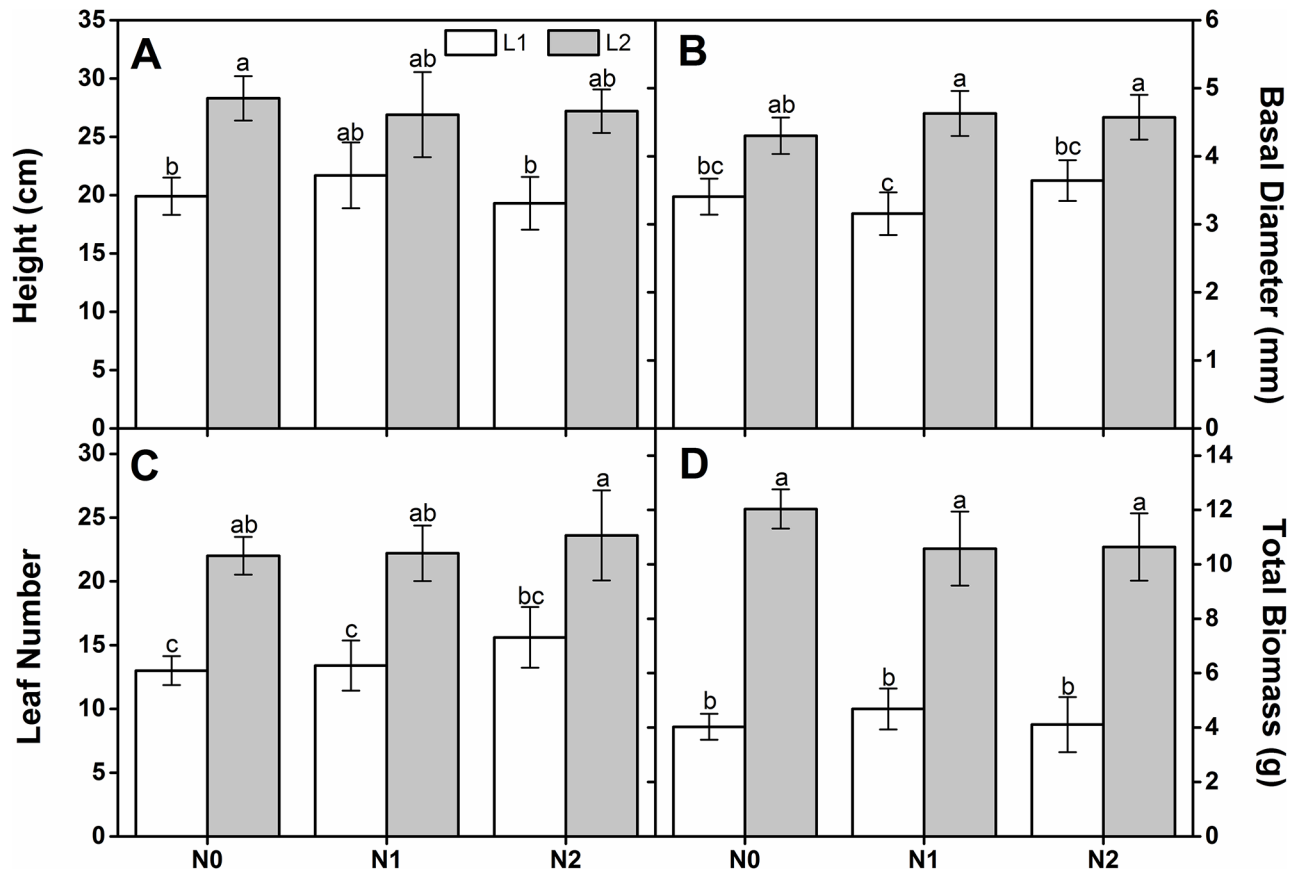 35
30
25
20
15
10
5
0
Height (cm)
A
L1
L2
b
a
ab
ab
b
ab
B
bc
ab
c
a
bc
a
6
5
4
3
2
1
0
Basal Diameter (mm)
30
25
20
15
10
5
0
Leaf Number
C
c
ab
c
ab
bc
a
N0
N1
N2
D
b
a
b
a
b
a
14
12
10
8
6
4
2
0
Total Biomass (g)
N0
N1
N2